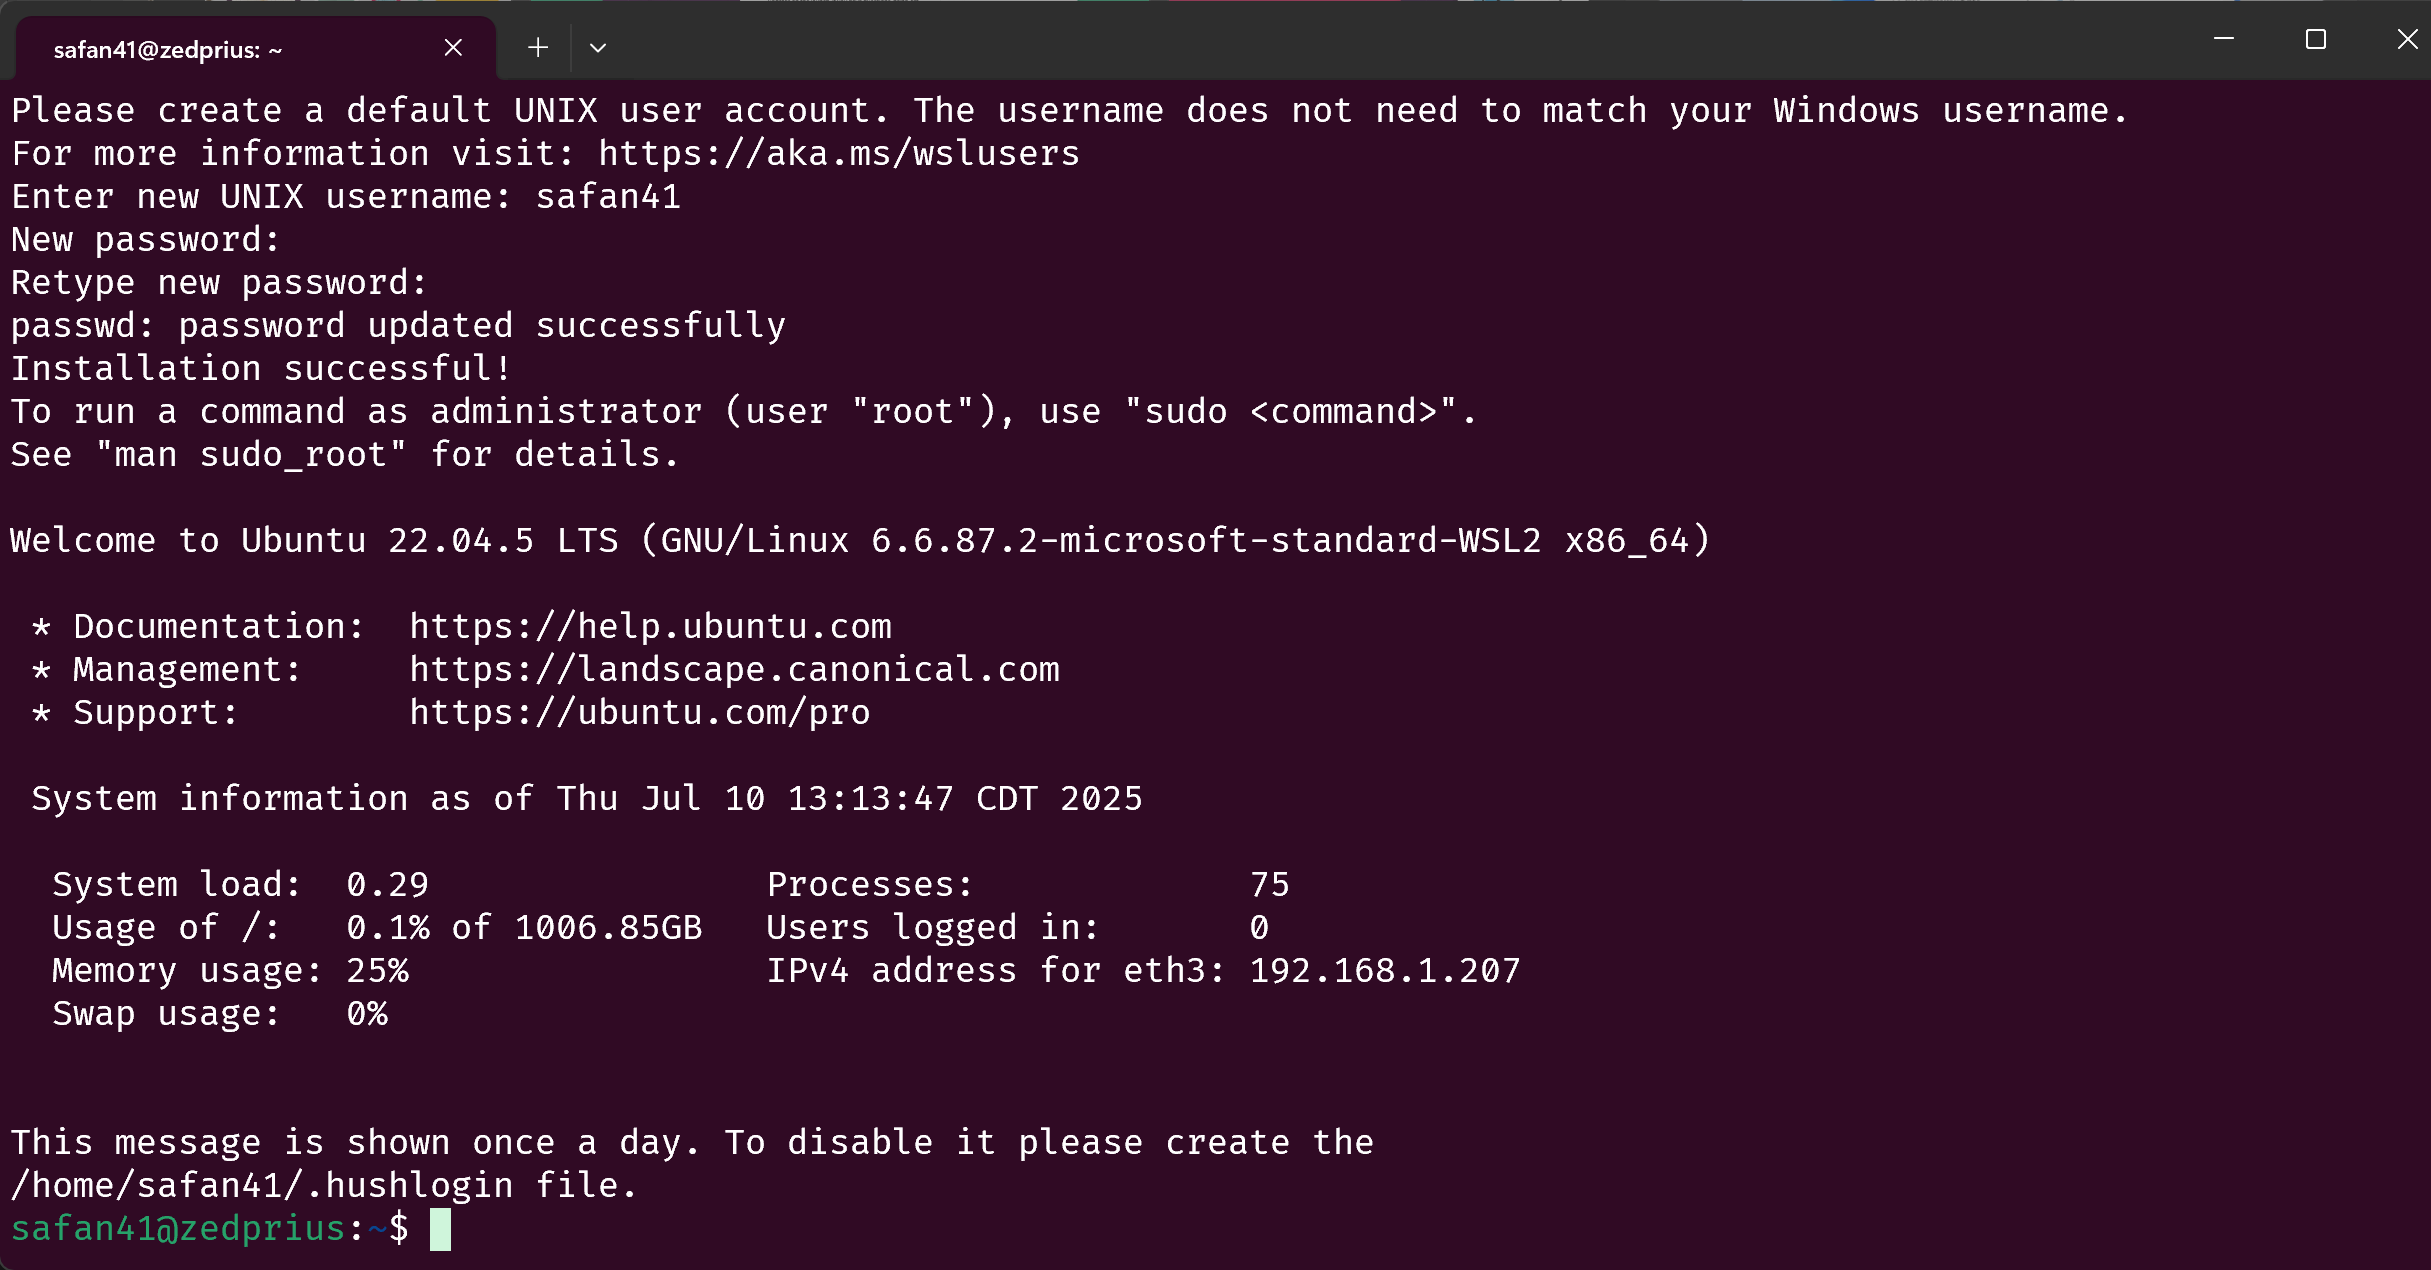 safan41@zedprius: ~
Please create a default UNIX user account. The username does not need to match your Windows username.
For more information visit: https://aka.ms/wslusers
Enter new UNIX username: safan41
New password:
Retype new password:
passwd: password updated successfully
Installation successful!
To run a command as administrator (user "root"), use "sudo <command>".
See "man sudo_root" for details.

Welcome to Ubuntu 22.04.5 LTS (GNU/Linux 6.6.87.2-microsoft-standard-WSL2 x86_64)

 * Documentation:  https://help.ubuntu.com
 * Management:     https://landscape.canonical.com
 * Support:        https://ubuntu.com/pro

 System information as of Thu Jul 10 13:13:47 CDT 2025

  System load:  0.29                Processes:             75
  Usage of /:   0.1% of 1006.85GB   Users logged in:       0
  Memory usage: 25%                 IPv4 address for eth3: 192.168.1.207
  Swap usage:   0%

This message is shown once a day. To disable it please create the
/home/safan41/.hushlogin file.
safan41@zedprius:~$